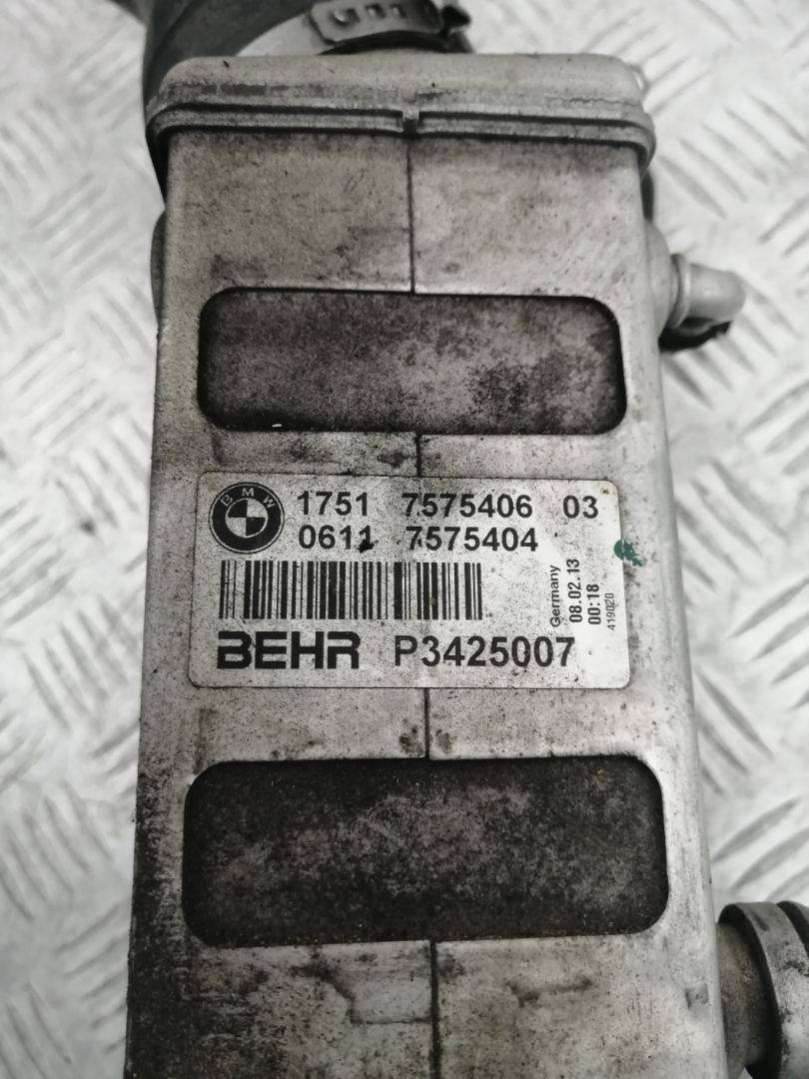 BMW
1751 7575406 03
0611 7575404
BEHR P3425007
Germany
08.02.13
00:18
419020